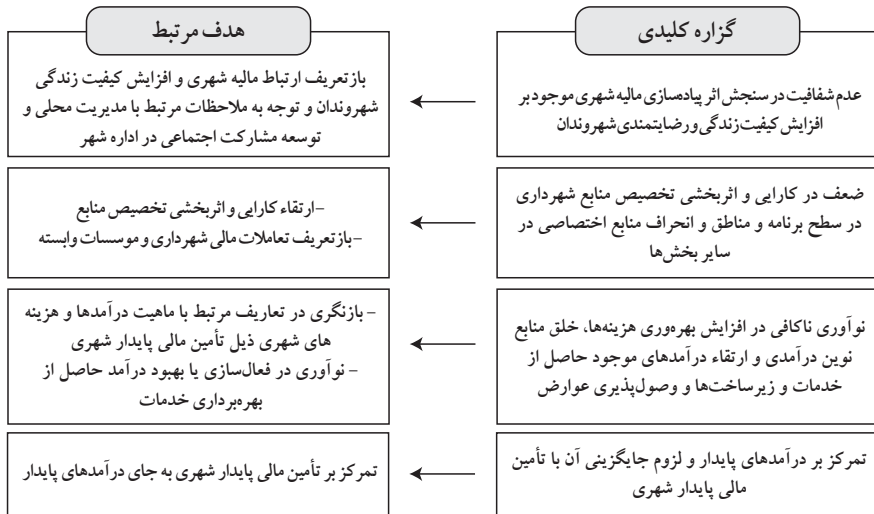 گزاره کلیدی
هدف مرتبط
عدم شفافیت در سنجش اثر پیاده‌سازی مالیه شهری موجود بر
افزایش کیفیت زندگی و رضایتمندی شهروندان
بازتعریف ارتباط مالیه شهری و افزایش کیفیت زندگی
شهروندان و توجه به ملاحظات مرتبط با مدیریت محلی و
توسعه مشارکت اجتماعی در اداره شهر
ضعف در کارایی و اثربخشی تخصیص منابع شهرداری
در سطح برنامه و مناطق و انحراف منابع اختصاصی در
سایر بخش‌ها
–ارتقاء کارایی و اثربخشی تخصیص منابع
–بازتعریف تعاملات مالی شهرداری و موسسات وابسته
نوآوری ناکافی در افزایش بهره‌وری هزینه‌ها، خلق منابع
نوین درآمدی و ارتقاء درآمدهای موجود حاصل از
خدمات و زیرساخت‌ها و وصول‌پذیری عوارض
– بازنگری در تعاریف مرتبط با ماهیت درآمدها و هزینه
های شهری ذیل تأمین مالی پایدار شهری
– نوآوری در فعال‌سازی یا بهبود درآمد حاصل از
بهره‌برداری خدمات
تمرکز بر درآمدهای پایدار و لزوم جایگزینی آن با تأمین
مالی پایدار شهری
تمرکز بر تأمین مالی پایدار شهری به جای درآمدهای پایدار